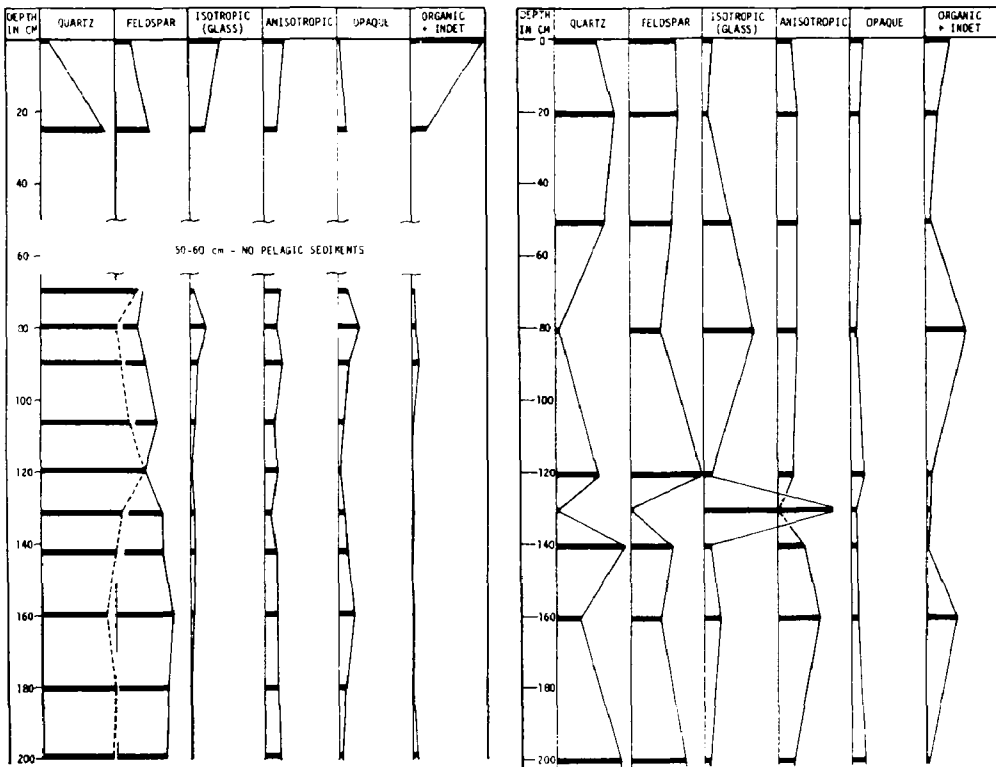 DEPTH IN CM
QUARTZ
FELDSPAR
ISOTROPIC (GLASS)
ANISOTROPIC
OPAQUE
ORGANIC + INDET
20
40
50-60 cm - NO PELAGIC SEDIMENTS
60
80
100
120
140
160
180
200
DEPTH IN CM
QUARTZ
FELDSPAR
ISOTROPIC (GLASS)
ANISOTROPIC
OPAQUE
ORGANIC + INDET
0
20
40
60
80
100
120
140
160
180
200